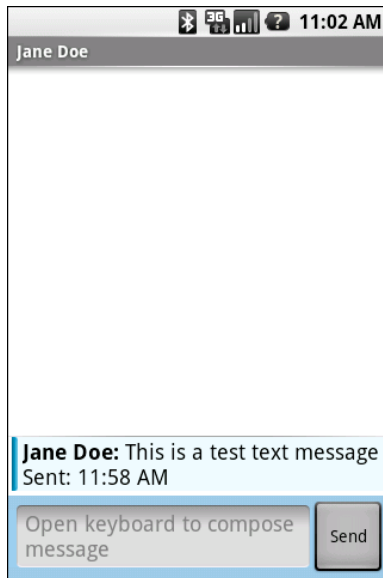 3G 11:02 AM
Jane Doe
Jane Doe: This is a test text message
Sent: 11:58 AM
Open keyboard to compose
message
Send